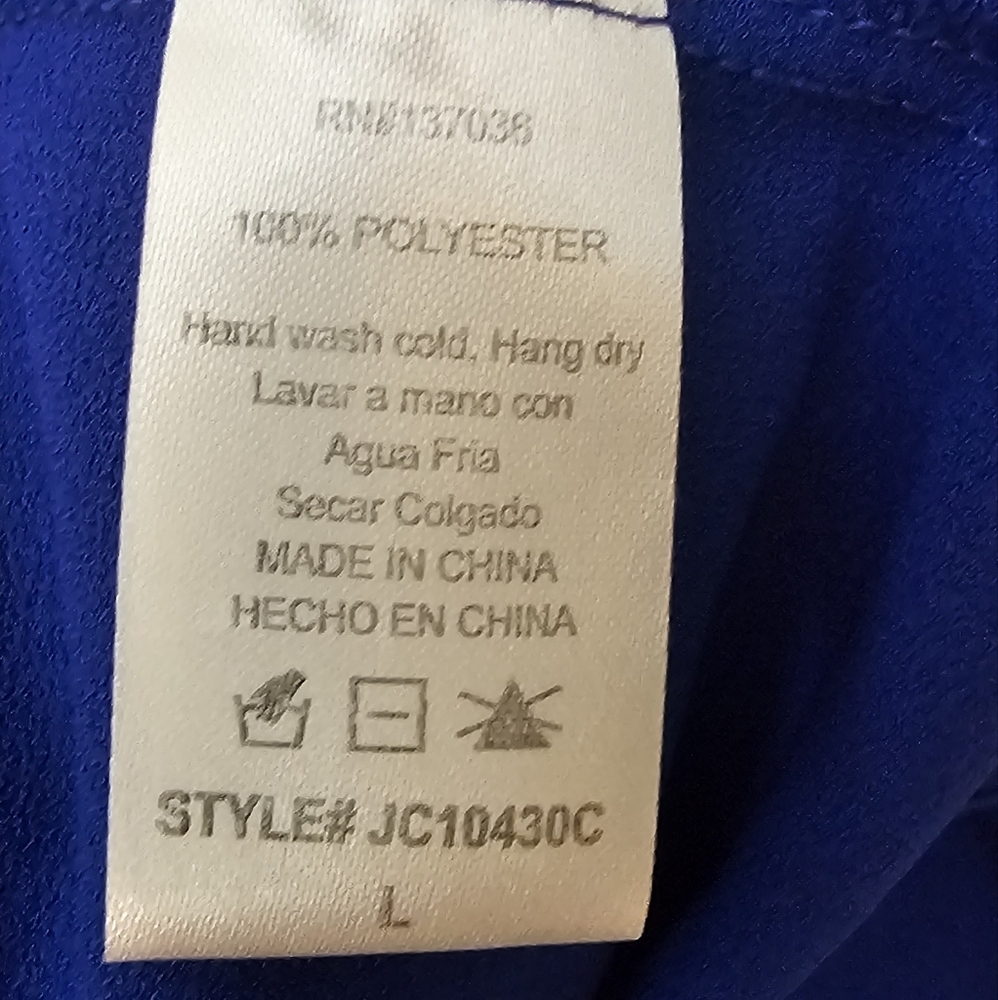 RN#137036
100% POLYESTER
Hand wash cold, Hang dry
Lavar a mano con
Agua Fria
Secar Colgado
MADE IN CHINA
HECHO EN CHINA
STYLE# JC10430C
L